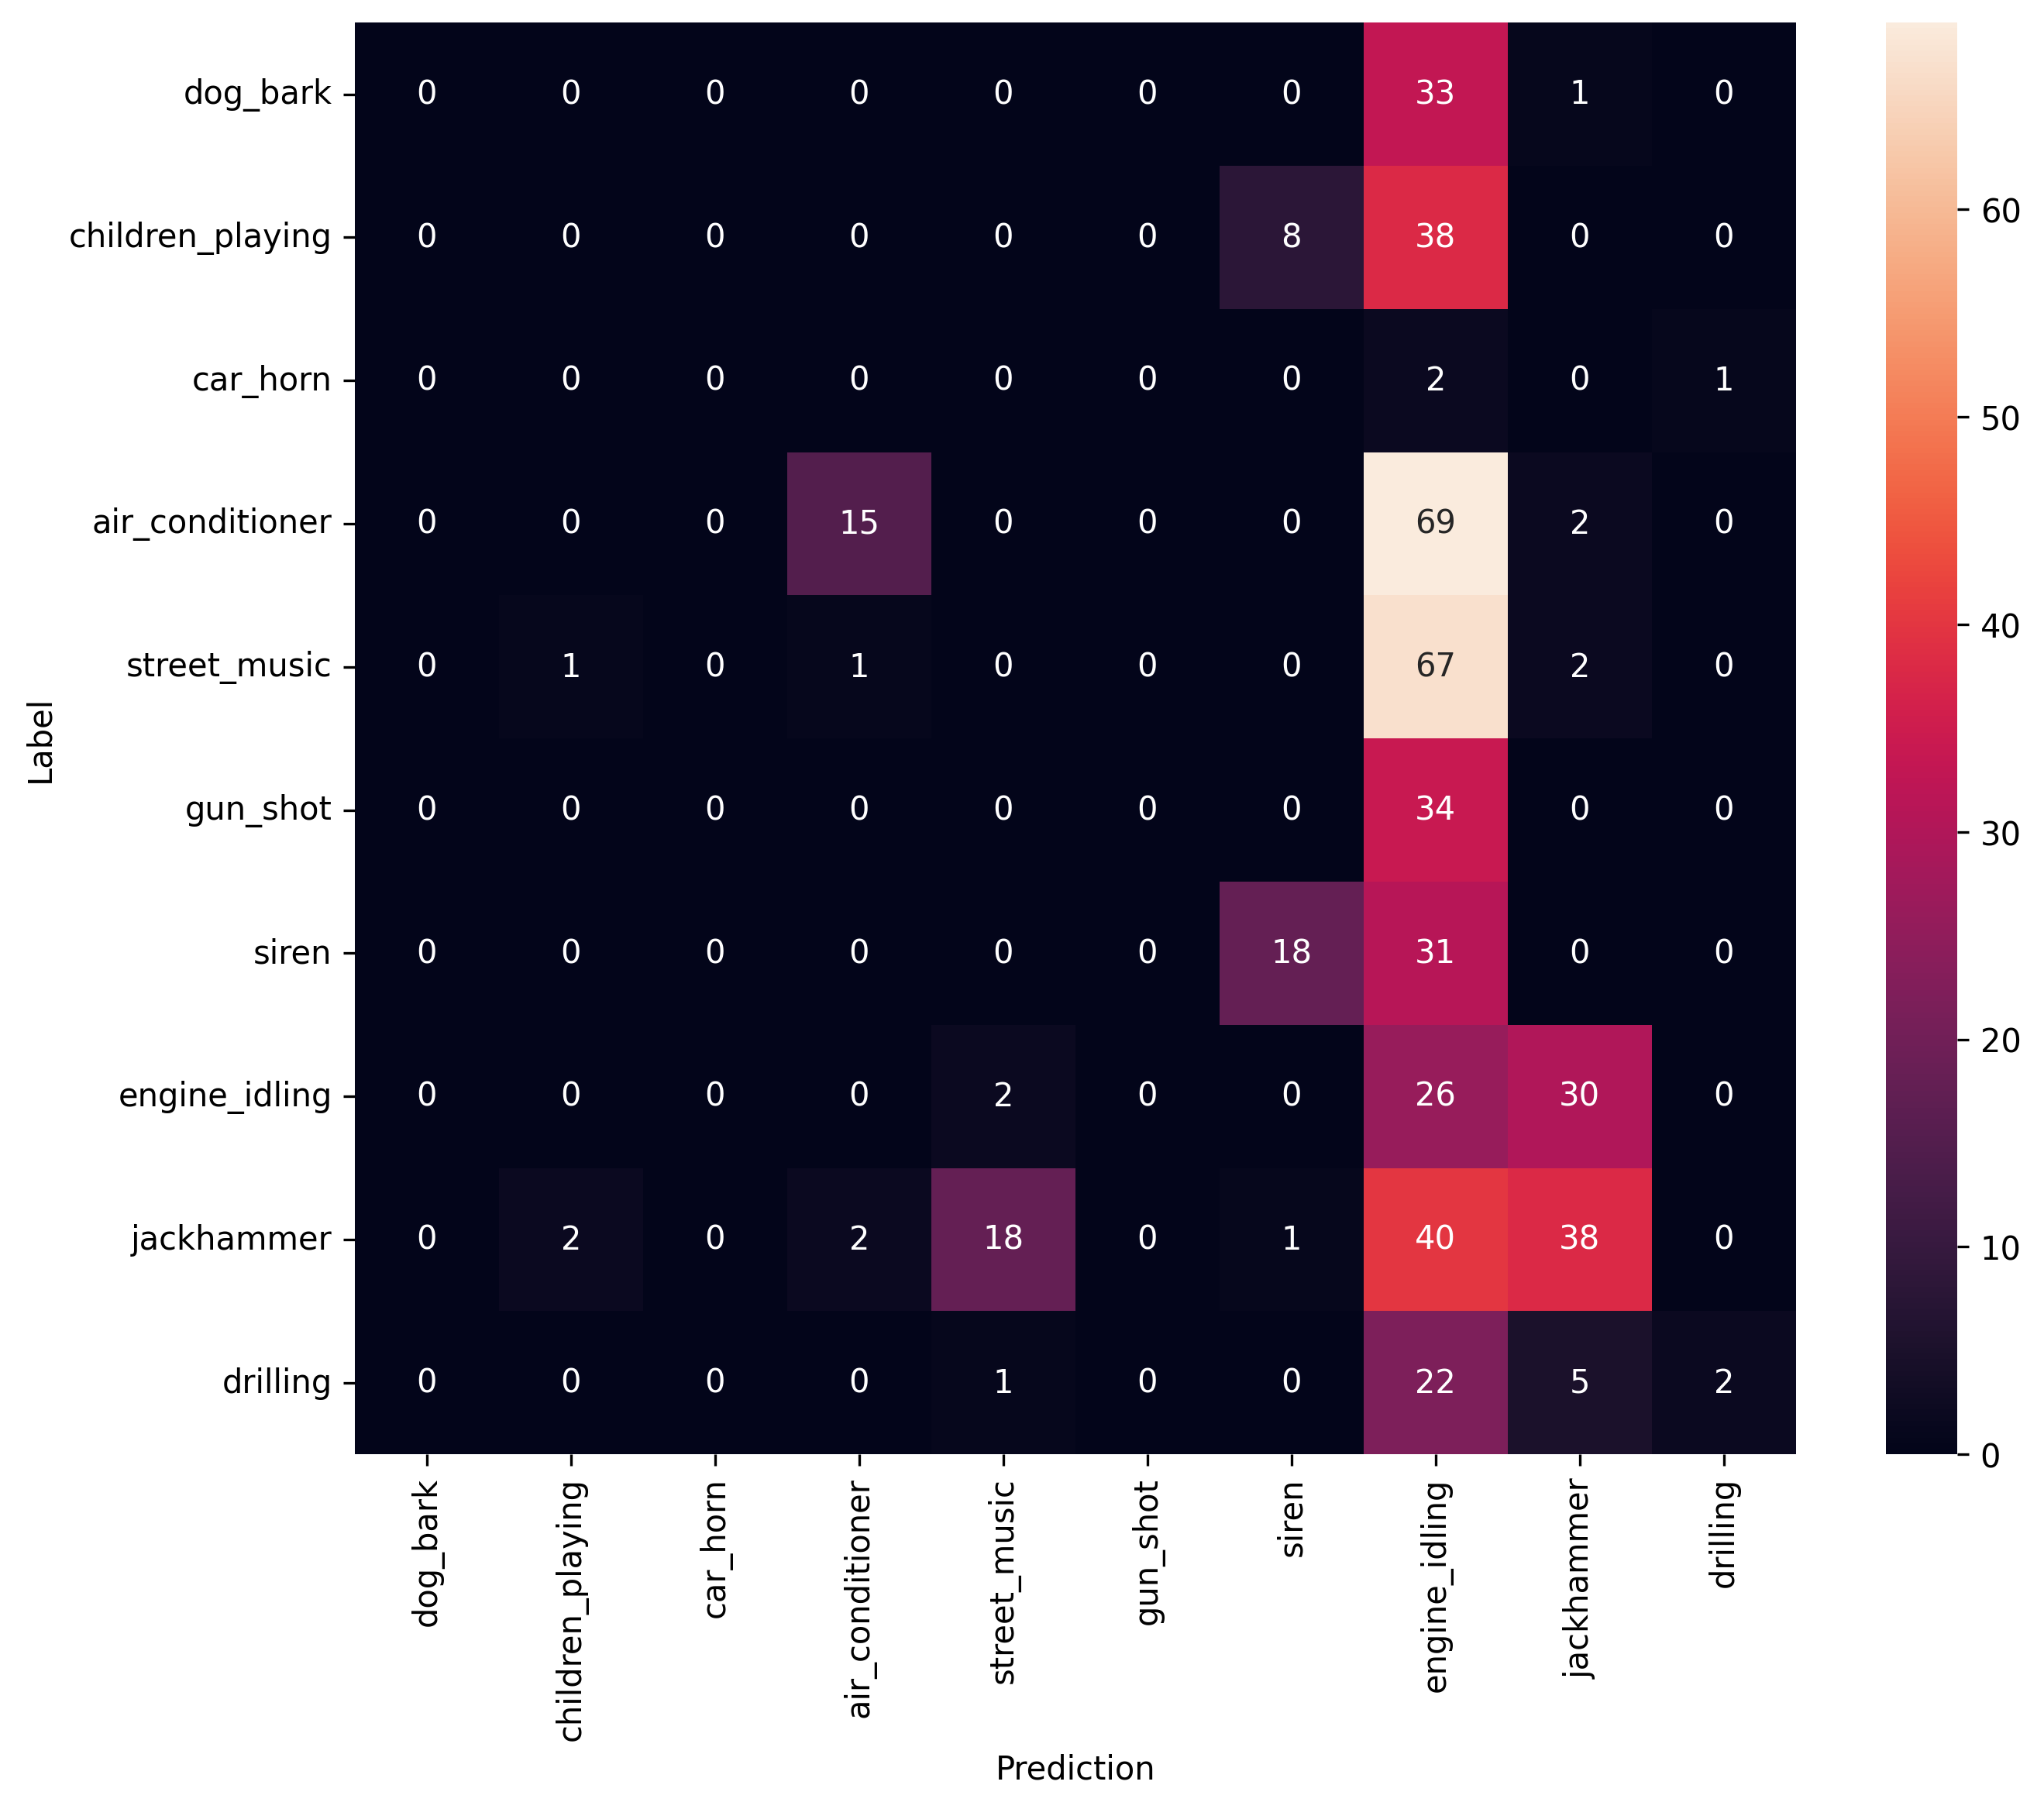 dog_bark 0 0 0 0 0 0 0 33 1 0
children_playing 0 0 0 0 0 0 8 38 0 0
car_horn 0 0 0 0 0 0 0 2 0 1
air_conditioner 0 0 0 15 0 0 0 69 2 0
street_music 0 1 0 1 0 0 0 67 2 0
gun_shot 0 0 0 0 0 0 0 34 0 0
siren 0 0 0 0 0 0 18 31 0 0
engine_idling 0 0 0 0 2 0 0 26 30 0
jackhammer 0 2 0 2 18 0 1 40 38 0
drilling 0 0 0 0 1 0 0 22 5 2
Label
dog_bark
children_playing
car_horn
air_conditioner
street_music
gun_shot
siren
engine_idling
jackhammer
drilling
Prediction
60
50
40
30
20
10
0